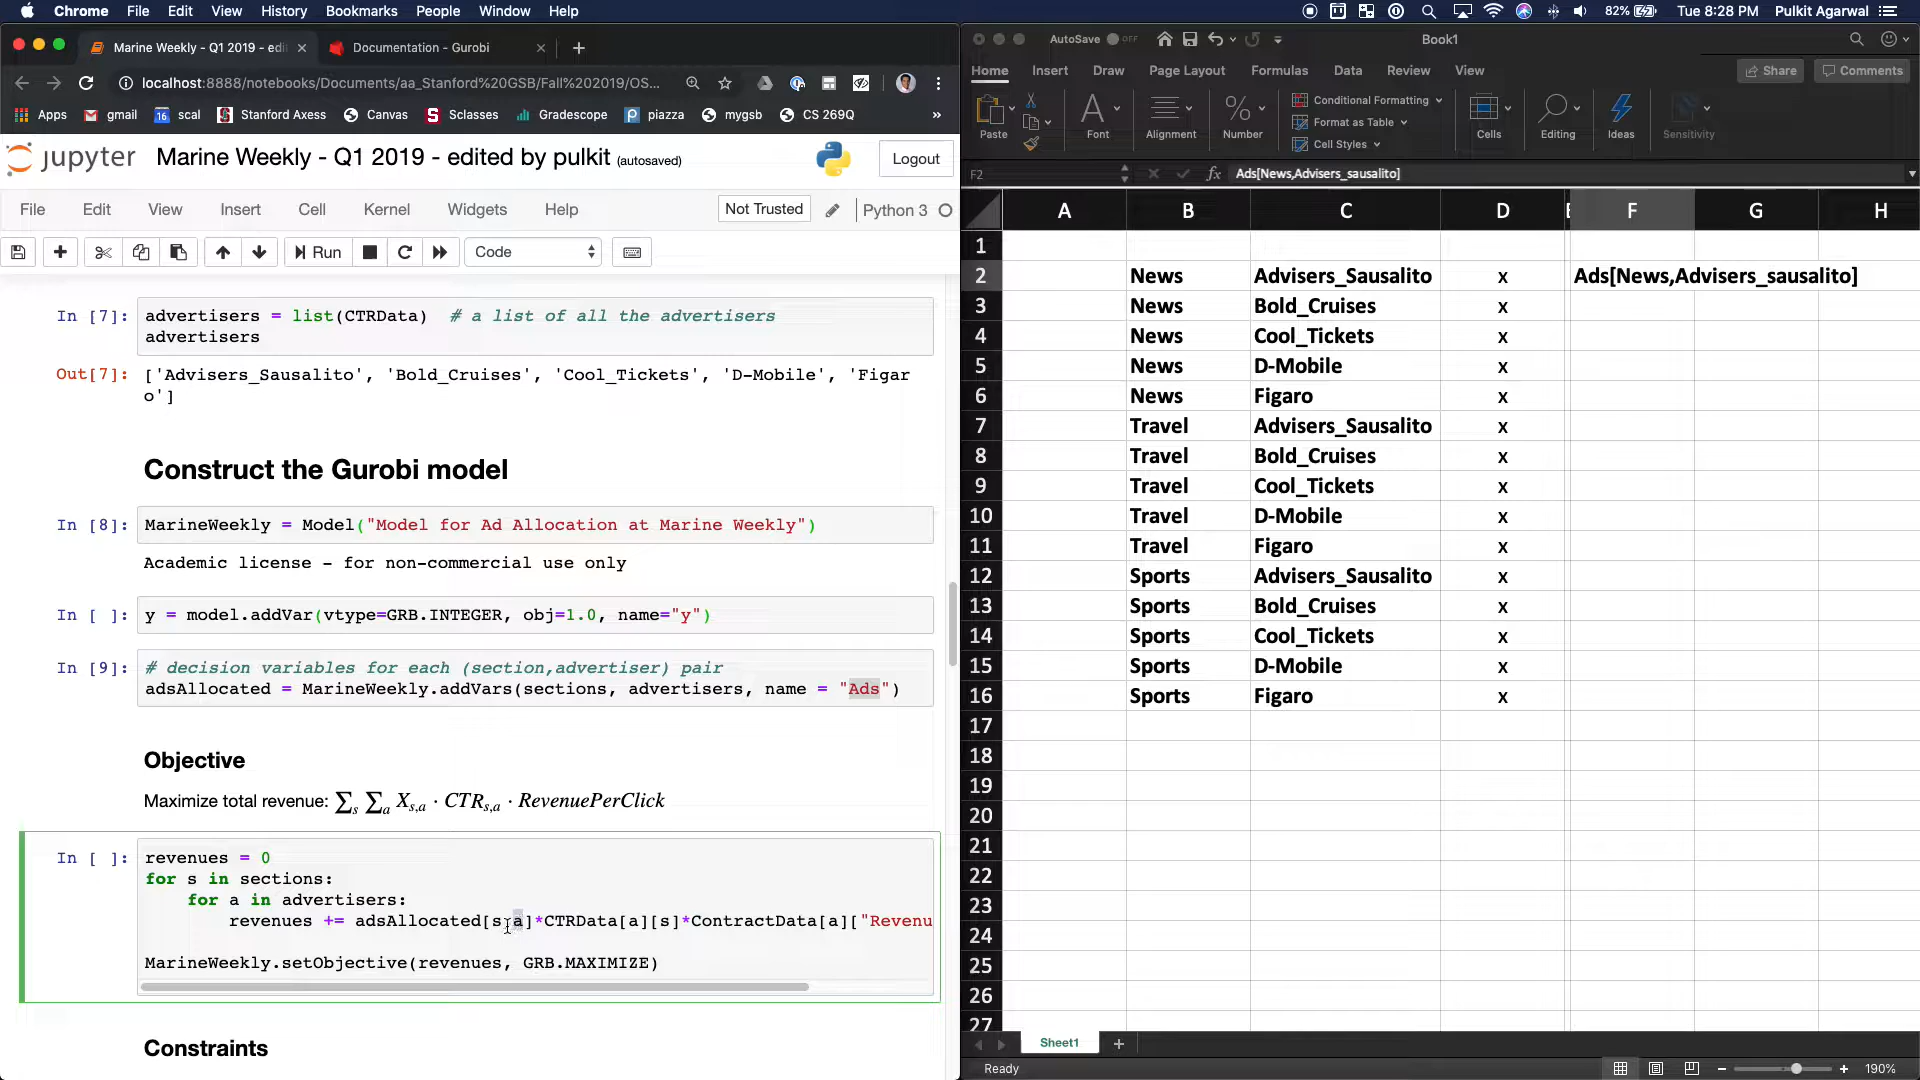 Chrome File Edit View History Bookmarks People Window Help
82% Tue 8:28 PM Pulkit Agarwal
Marine Weekly - Q1 2019 - edi
Documentation - Gurobi
localhost:8888/notebooks/Documents/aa_Stanford%20GSB/Fall%202019/OS...
Apps gmail 16 scal Stanford Axess Canvas Sclasses Gradescope piazza mygsb CS 269Q »
jupyter Marine Weekly - Q1 2019 - edited by pulkit (autosaved)
Logout
File Edit View Insert Cell Kernel Widgets Help Not Trusted Python 3
Run Code
In [7]: advertisers = list(CTRData)  # a list of all the advertisers
advertisers
Out[7]: ['Advisers_Sausalito', 'Bold_Cruises', 'Cool_Tickets', 'D-Mobile', 'Figar
o']
Construct the Gurobi model
In [8]: MarineWeekly = Model("Model for Ad Allocation at Marine Weekly")
Academic license - for non-commercial use only
In [ ]: y = model.addVar(vtype=GRB.INTEGER, obj=1.0, name="y")
In [9]: # decision variables for each (section,advertiser) pair
adsAllocated = MarineWeekly.addVars(sections, advertisers, name = "Ads")
Objective
Maximize total revenue: ∑s ∑a Xs,a · CTRs,a · RevenuePerClick
In [ ]: revenues = 0
for s in sections:
for a in advertisers:
revenues += adsAllocated[s,a]*CTRData[a][s]*ContractData[a]["Revenu
MarineWeekly.setObjective(revenues, GRB.MAXIMIZE)
Constraints
AutoSave OFF Book1
Home Insert Draw Page Layout Formulas Data Review View Share Comments
Paste Font Alignment Number Conditional Formatting Format as Table Cell Styles Cells Editing Ideas Sensitivity
F2 fx Ads[News,Advisers_sausalito]
A B C D E F G H
1
2 News Advisers_Sausalito x Ads[News,Advisers_sausalito]
3 News Bold_Cruises x
4 News Cool_Tickets x
5 News D-Mobile x
6 News Figaro x
7 Travel Advisers_Sausalito x
8 Travel Bold_Cruises x
9 Travel Cool_Tickets x
10 Travel D-Mobile x
11 Travel Figaro x
12 Sports Advisers_Sausalito x
13 Sports Bold_Cruises x
14 Sports Cool_Tickets x
15 Sports D-Mobile x
16 Sports Figaro x
17
18
19
20
21
22
23
24
25
26
27
Sheet1
Ready 190%